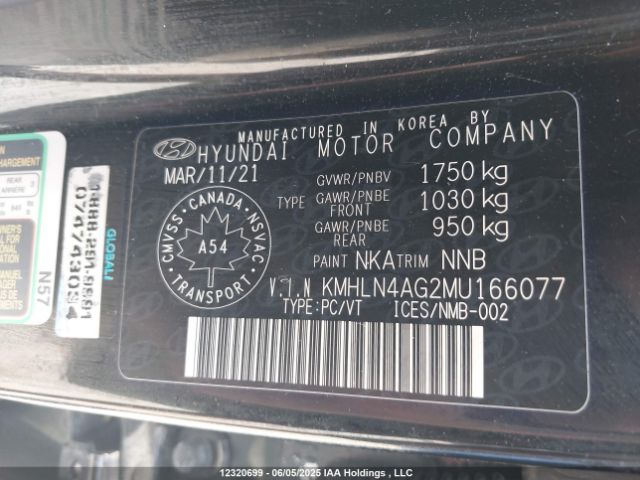 MANUFACTURED IN KOREA BY
HYUNDAI MOTOR COMPANY
MAR/11/21
GVWR/PNBV 1750 kg
TYPE GAWR/PNBE FRONT 1030 kg
GAWR/PNBE REAR 950 kg
PAINT NKA TRIM NNB
CMVSS • CANADA • NSVAC
A54
TRANSPORT
V.I.N KMHLN4AG2MU166077
TYPE:PC/VT ICES/NMB-002
GLOBALI
N57
12320699 - 06/05/2025 IAA Holdings, LLC